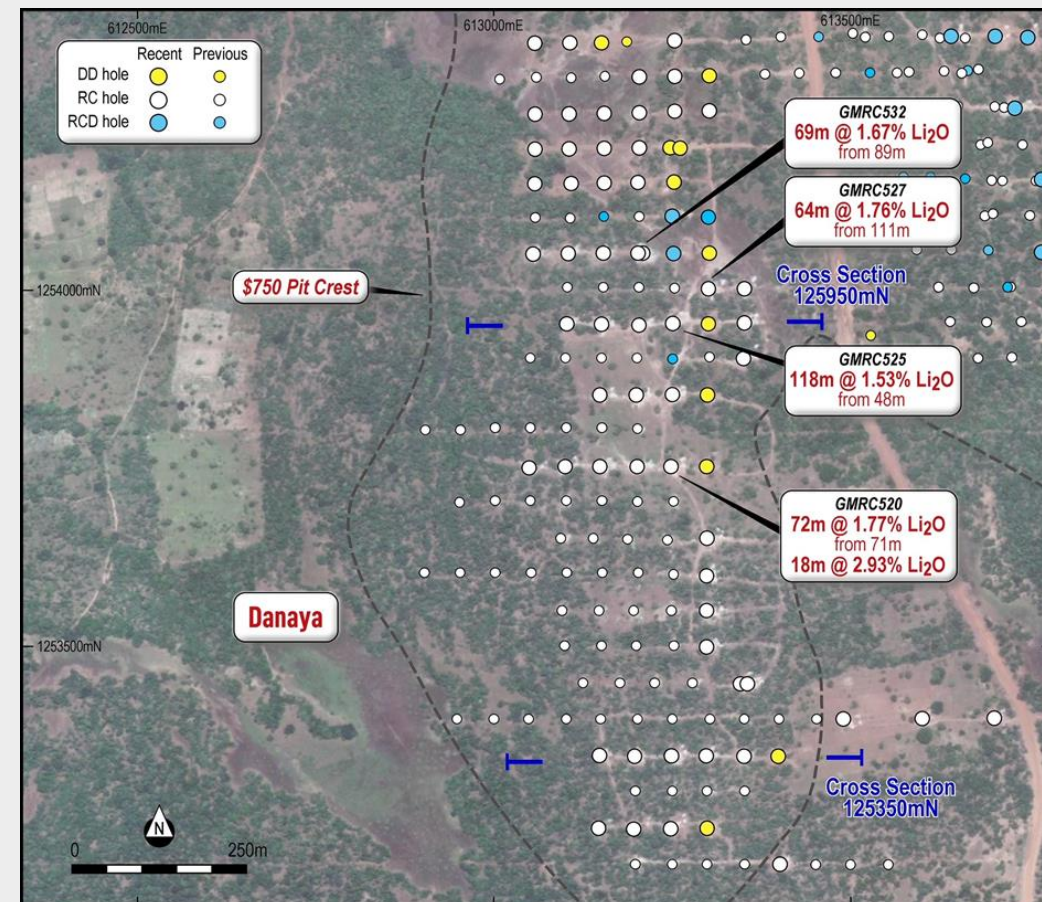 612500mE
613000mE
613500mE
Recent Previous
DD hole
RC hole
RCD hole
GMRC532
69m @ 1.67% Li2O
from 89m
GMRC527
64m @ 1.76% Li2O
from 111m
Cross Section
125950mN
$750 Pit Crest
1254000mN
GMRC525
118m @ 1.53% Li2O
from 48m
GMRC520
72m @ 1.77% Li2O
from 71m
18m @ 2.93% Li2O
Danaya
1253500mN
Cross Section
125350mN
N
0 250m